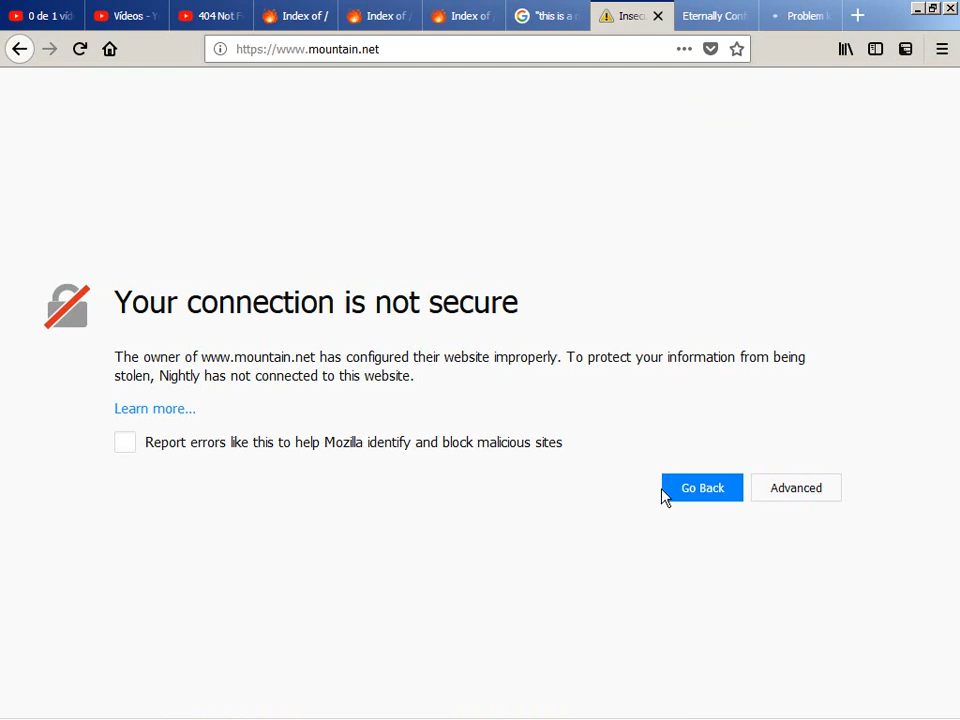 0 de 1 víd
Vídeos - Y
404 Not F
Index of /
Index of /
Index of /
"this is a
Insec
Eternally Conf
Problem l
https://www.mountain.net
Your connection is not secure
The owner of www.mountain.net has configured their website improperly. To protect your information from being
stolen, Nightly has not connected to this website.
Learn more...
Report errors like this to help Mozilla identify and block malicious sites
Go Back
Advanced